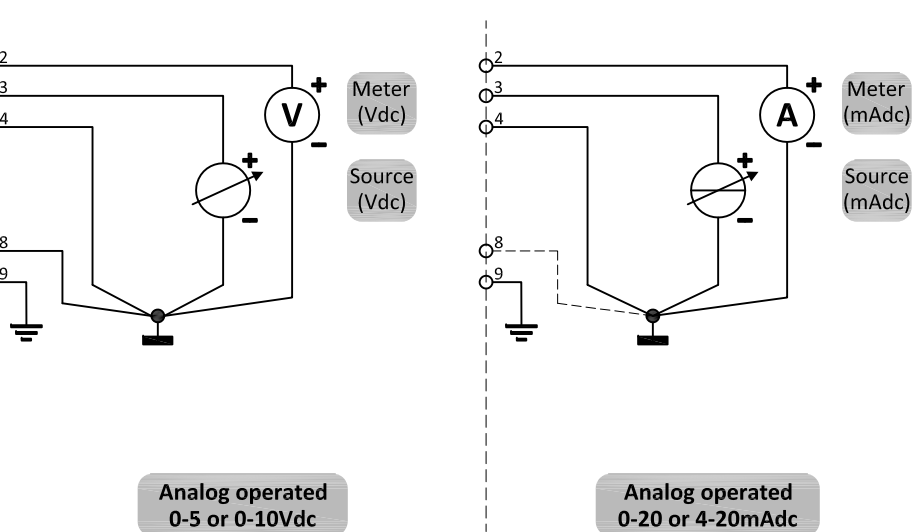 2
3
4
8
9
V
+
−
+
−
Meter
(Vdc)
Source
(Vdc)
Analog operated
0-5 or 0-10Vdc
2
3
4
8
9
A
+
−
+
−
Meter
(mAdc)
Source
(mAdc)
Analog operated
0-20 or 4-20mAdc